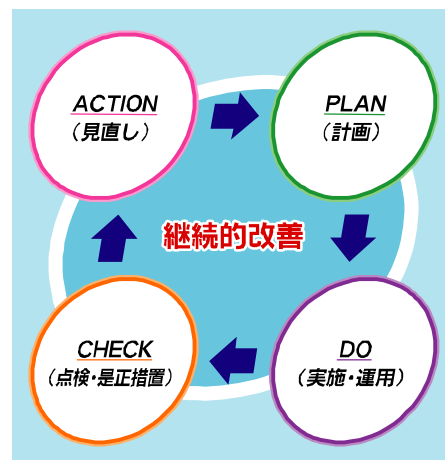 ACTION
（見直し）
PLAN
（計画）
継続的改善
CHECK
（点検・是正措置）
DO
（実施・運用）